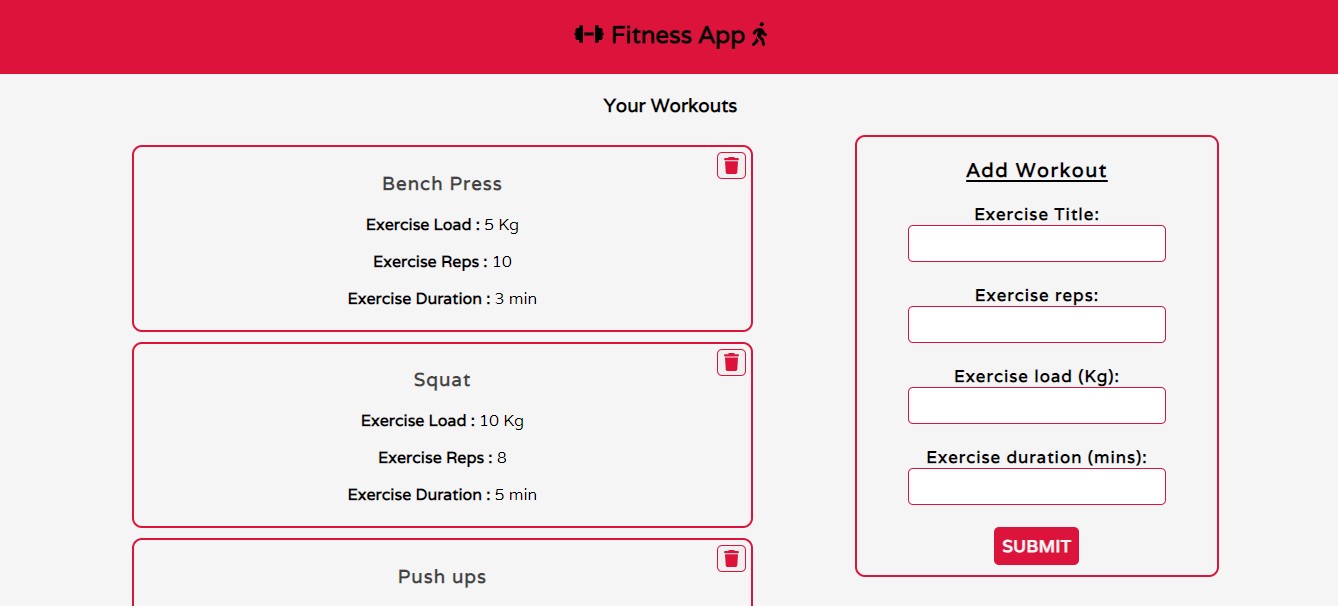 Fitness App
Your Workouts
Bench Press
Exercise Load : 5 Kg
Exercise Reps : 10
Exercise Duration : 3 min
Squat
Exercise Load : 10 Kg
Exercise Reps : 8
Exercise Duration : 5 min
Push ups
Add Workout
Exercise Title:
Exercise reps:
Exercise load (Kg):
Exercise duration (mins):
SUBMIT